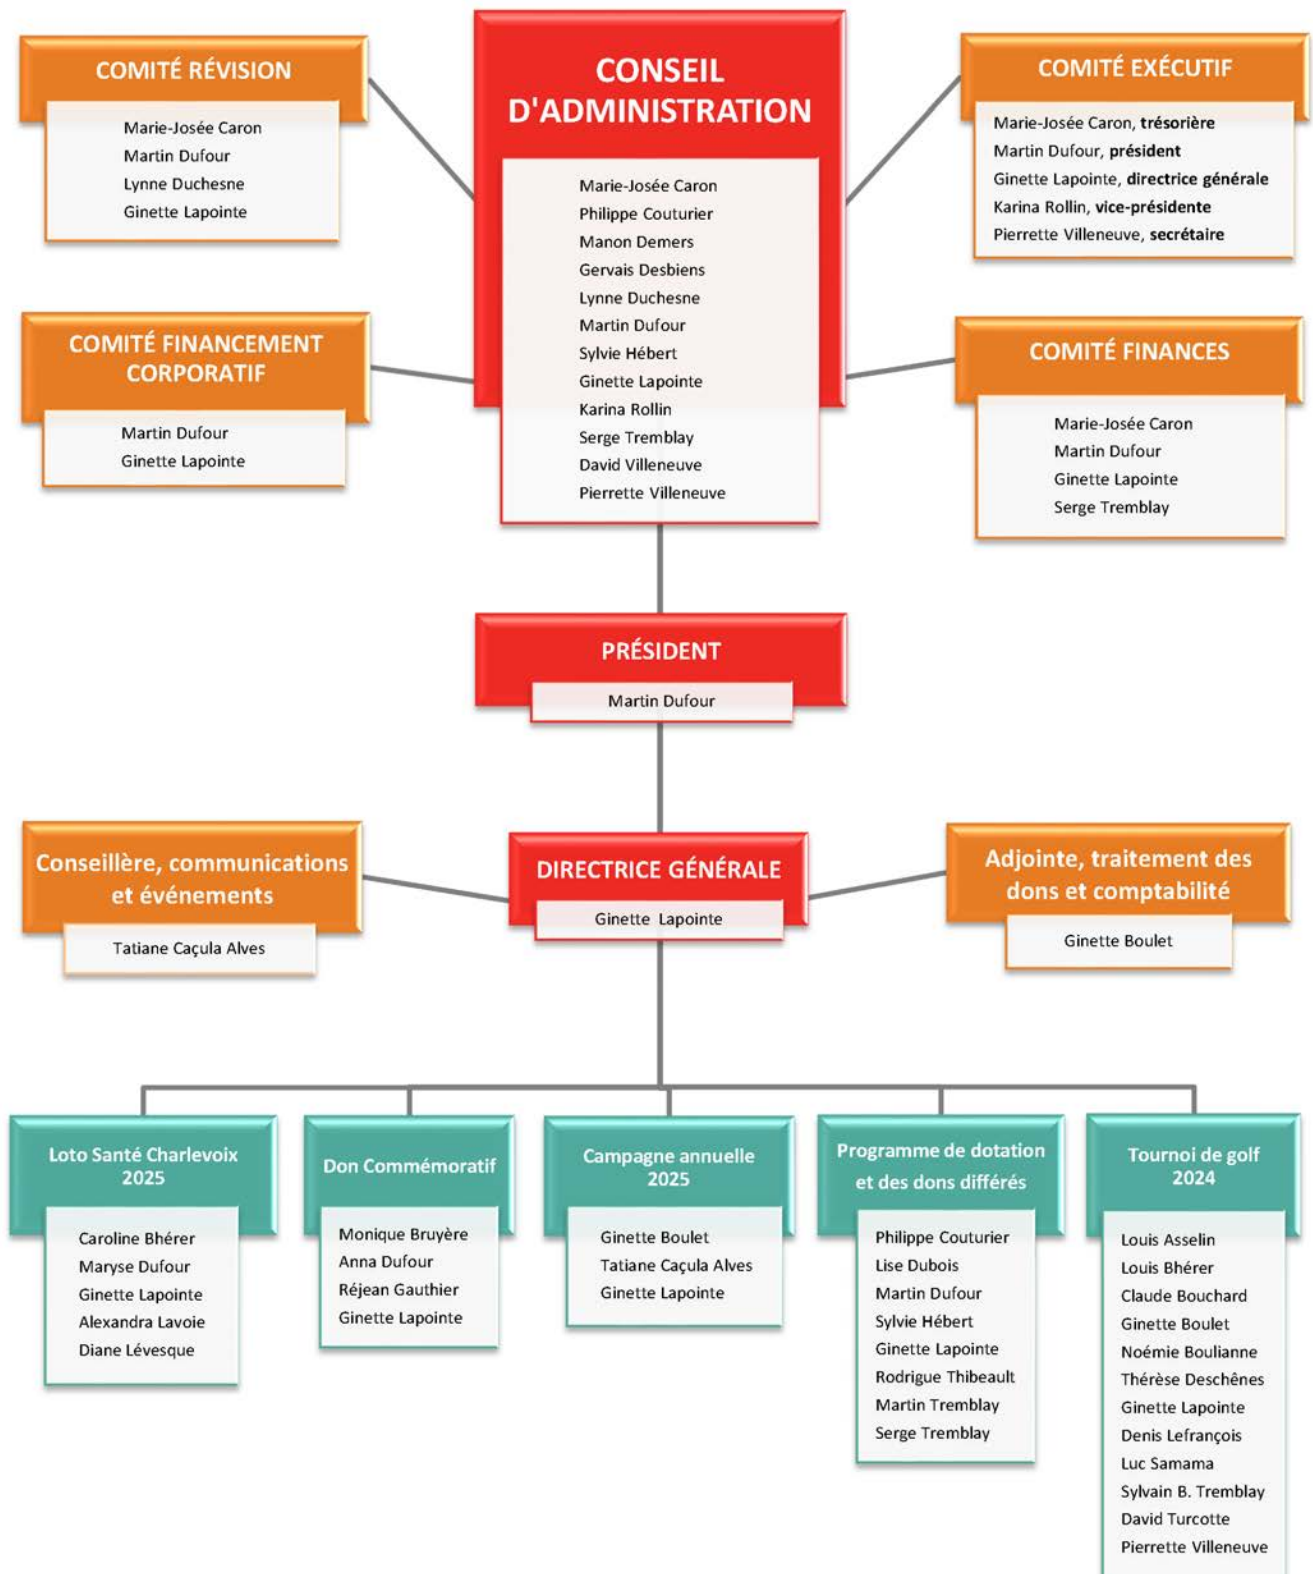 COMITÉ RÉVISION
Marie-Josée Caron
Martin Dufour
Lynne Duchesne
Ginette Lapointe
CONSEIL
D'ADMINISTRATION
Marie-Josée Caron
Philippe Couturier
Manon Demers
Gervais Desbiens
Lynne Duchesne
Martin Dufour
Sylvie Hébert
Ginette Lapointe
Karina Rollin
Serge Tremblay
David Villeneuve
Pierrette Villeneuve
COMITÉ EXÉCUTIF
Marie-Josée Caron, trésorière
Martin Dufour, président
Ginette Lapointe, directrice générale
Karina Rollin, vice-présidente
Pierrette Villeneuve, secrétaire
COMITÉ FINANCEMENT
CORPORATIF
Martin Dufour
Ginette Lapointe
COMITÉ FINANCES
Marie-Josée Caron
Martin Dufour
Ginette Lapointe
Serge Tremblay
PRÉSIDENT
Martin Dufour
Conseillère, communications
et événements
Tatiane Caçula Alves
DIRECTRICE GÉNÉRALE
Ginette Lapointe
Adjointe, traitement des
dons et comptabilité
Ginette Boulet
Loto Santé Charlevoix
2025
Caroline Bhérer
Maryse Dufour
Ginette Lapointe
Alexandra Lavoie
Diane Lévesque
Don Commémoratif
Monique Bruyère
Anna Dufour
Réjean Gauthier
Ginette Lapointe
Campagne annuelle
2025
Ginette Boulet
Tatiane Caçula Alves
Ginette Lapointe
Programme de dotation
et des dons différés
Philippe Couturier
Lise Dubois
Martin Dufour
Sylvie Hébert
Ginette Lapointe
Rodrigue Thibeault
Martin Tremblay
Serge Tremblay
Tournoi de golf
2024
Louis Asselin
Louis Bhérer
Claude Bouchard
Ginette Boulet
Noémie Boulianne
Thérèse Deschênes
Ginette Lapointe
Denis Lefrançois
Luc Samama
Sylvain B. Tremblay
David Turcotte
Pierrette Villeneuve